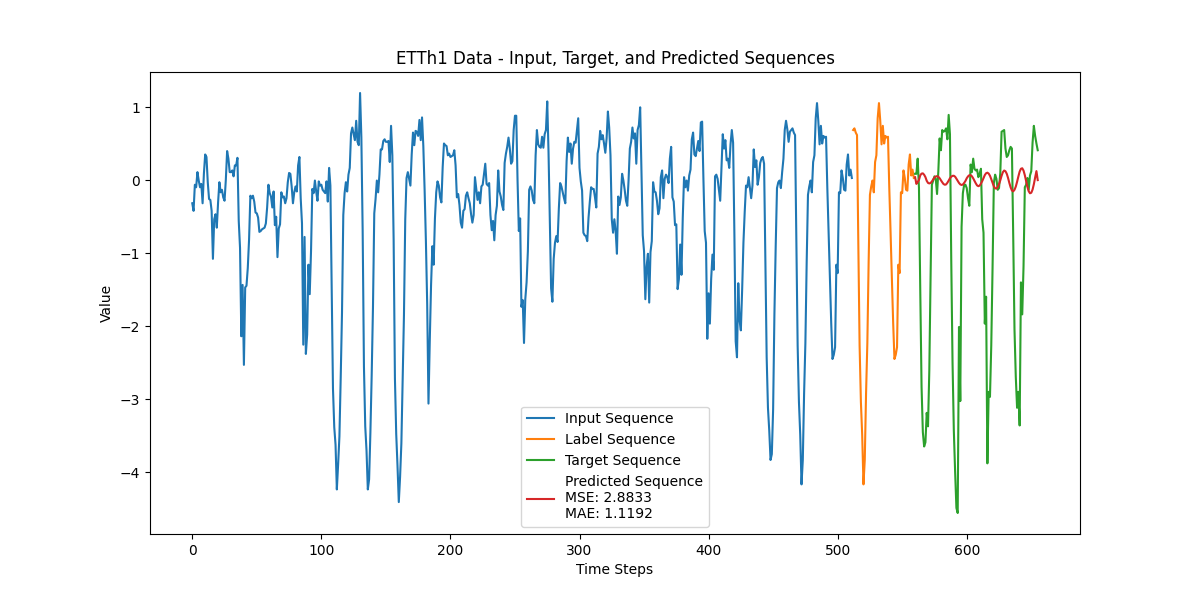 ETTh1 Data - Input, Target, and Predicted Sequences
1
0
−1
−2
−3
−4
Value
Input Sequence
Label Sequence
Target Sequence
Predicted Sequence
MSE: 2.8833
MAE: 1.1192
0 100 200 300 400 500 600
Time Steps